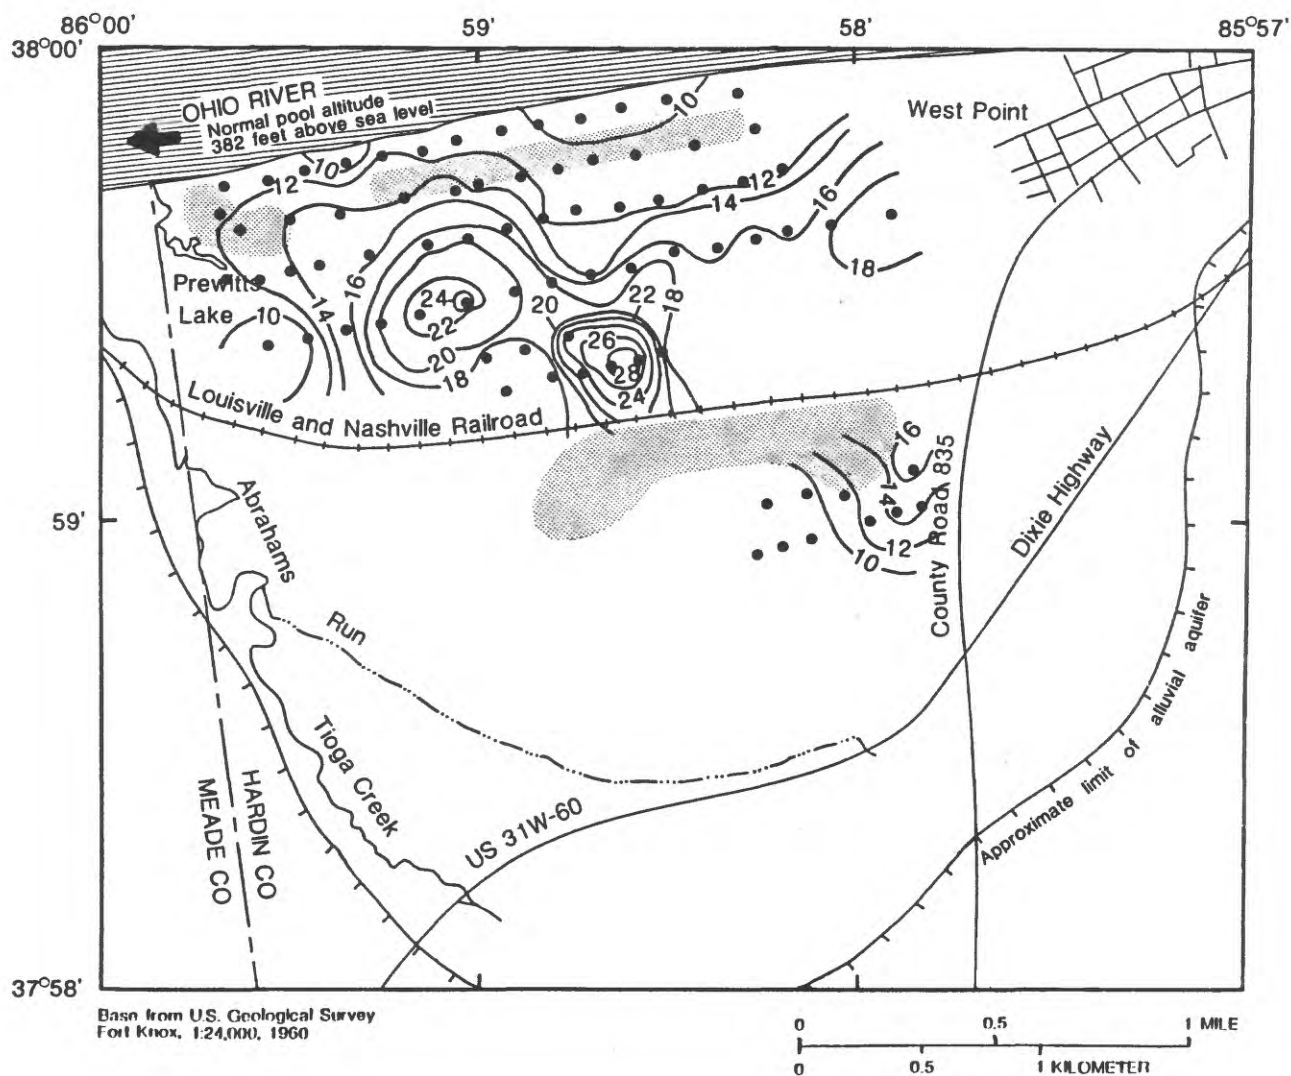 86°00'
59'
58'
85°57'
38°00'
OHIO RIVER
Normal pool altitude
382 feet above sea level
West Point
10
10
12
12
14
16
16
18
Prewitts
Lake
10
14
24
22
20
18
20
22
18
26
28
24
Louisville and Nashville Railroad
16
14
12
10
59'
Abrahams
Run
County Road 835
Dixie Highway
Tioga Creek
HARDIN CO
MEADE CO
US 31W-60
Approximate limit of alluvial aquifer
37°58'
59'
58'
Base from U.S. Geological Survey
Fort Knox, 1:24,000, 1960
0 0.5 1 MILE
0 0.5 1 KILOMETER